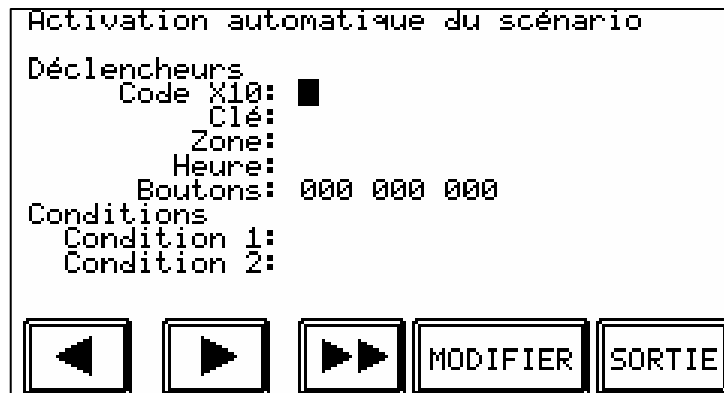 Activation automatique du scénario
Déclencheurs
Code X10:
Clé:
Zone:
Heure:
Boutons: 000 000 000
Conditions
Condition 1:
Condition 2:
MODIFIER SORTIE